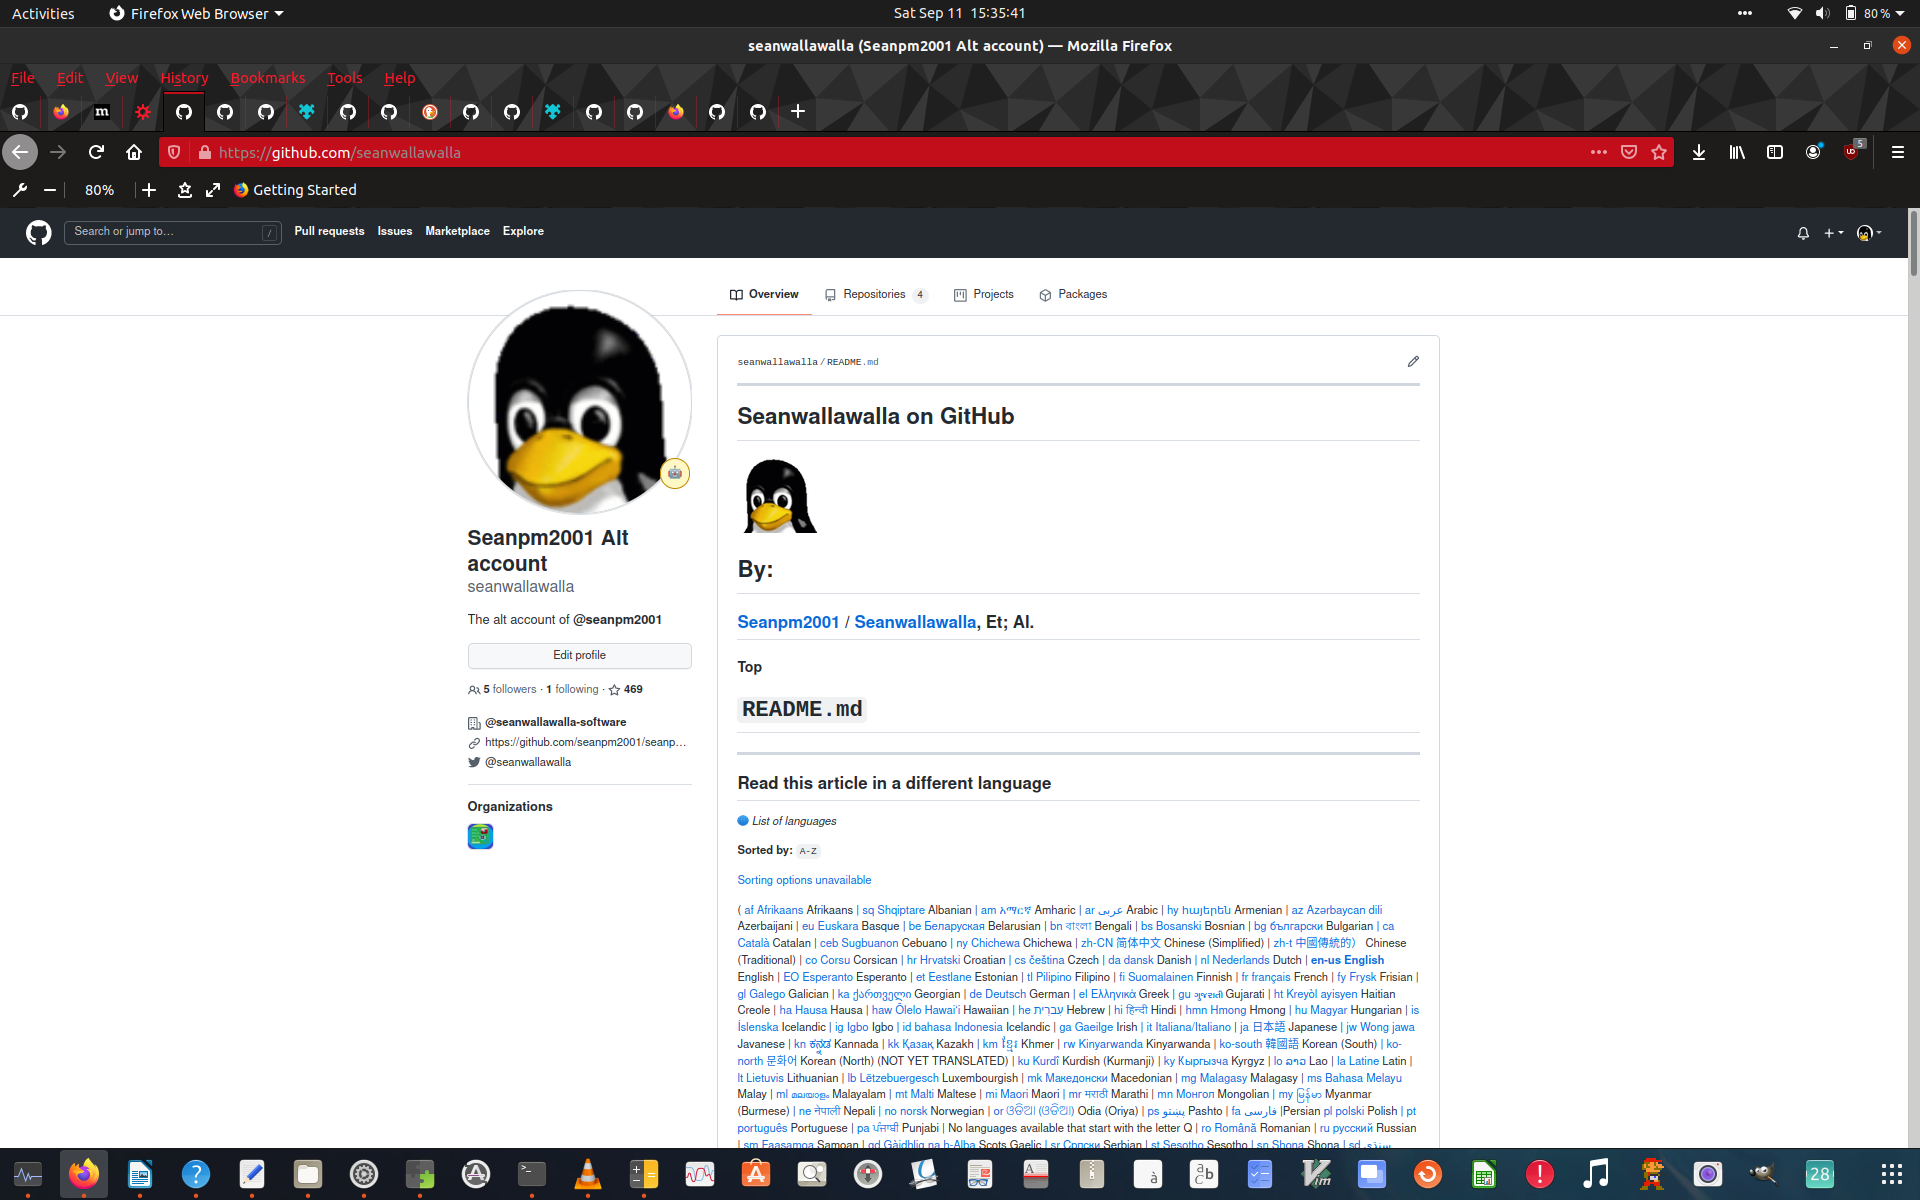 Activities
Firefox Web Browser
Sat Sep 11 15:35:41
80 %
seanwallawalla (Seanpm2001 Alt account) — Mozilla Firefox
File Edit View History Bookmarks Tools Help
https://github.com/seanwallawalla
5
80%
Getting Started
Search or jump to…
/
Pull requests Issues Marketplace Explore
Overview Repositories 4 Projects Packages
Seanpm2001 Alt account
seanwallawalla
The alt account of @seanpm2001
Edit profile
5 followers · 1 following · 469
@seanwallawalla-software
https://github.com/seanpm2001/seanp…
@seanwallawalla
Organizations
seanwallawalla / README.md
Seanwallawalla on GitHub
By:
Seanpm2001 / Seanwallawalla, Et; Al.
Top
README.md
Read this article in a different language
List of languages
Sorted by: A-Z
Sorting options unavailable
( af Afrikaans Afrikaans | sq Shqiptare Albanian | am አማርኛ Amharic | ar عربى Arabic | hy հայերեն Armenian | az Azərbaycan dili
Azerbaijani | eu Euskara Basque | be Беларуская Belarusian | bn বাংলা Bengali | bs Bosanski Bosnian | bg български Bulgarian | ca
Català Catalan | ceb Sugbuanon Cebuano | ny Chichewa Chichewa | zh-CN 简体中文 Chinese (Simplified) | zh-t 中國傳統的） Chinese
(Traditional) | co Corsu Corsican | hr Hrvatski Croatian | cs čeština Czech | da dansk Danish | nl Nederlands Dutch | en-us English
English | EO Esperanto Esperanto | et Eestlane Estonian | tl Pilipino Filipino | fi Suomalainen Finnish | fr français French | fy Frysk Frisian |
gl Galego Galician | ka ქართველი Georgian | de Deutsch German | el Ελληνικά Greek | gu ગુજરાતી Gujarati | ht Kreyòl ayisyen Haitian
Creole | ha Hausa Hausa | haw Ōlelo Hawaiʻi Hawaiian | he עִברִית Hebrew | hi हिन्दी Hindi | hmn Hmong Hmong | hu Magyar Hungarian | is
Íslenska Icelandic | ig Igbo Igbo | id bahasa Indonesia Icelandic | ga Gaeilge Irish | it Italiana/Italiano | ja 日本語 Japanese | jw Wong jawa
Javanese | kn ಕನ್ನಡ Kannada | kk Қазақ Kazakh | km ខ្មែរ Khmer | rw Kinyarwanda Kinyarwanda | ko-south 韓國語 Korean (South) | ko-
north 문화어 Korean (North) (NOT YET TRANSLATED) | ku Kurdî Kurdish (Kurmanji) | ky Кыргызча Kyrgyz | lo ລາວ Lao | la Latine Latin |
lt Lietuvis Lithuanian | lb Lëtzebuergesch Luxembourgish | mk Македонски Macedonian | mg Malagasy Malagasy | ms Bahasa Melayu
Malay | ml മലയാളം Malayalam | mt Malti Maltese | mi Maori Maori | mr मराठी Marathi | mn Монгол Mongolian | my မြန်မာ Myanmar
(Burmese) | ne नेपाली Nepali | no norsk Norwegian | or ଓଡିଆ (ଓଡିଆ) Odia (Oriya) | ps پښتو Pashto | fa فارسی |Persian pl polski Polish | pt
português Portuguese | pa ਪੰਜਾਬੀ Punjabi | No languages available that start with the letter Q | ro Română Romanian | ru русский Russian
| sm Faasamoa Samoan | gd Gàidhlig na h-Alba Scots Gaelic | sr Српски Serbian | st Sesotho Sesotho | sn Shona Shona | sd سنڌي
28